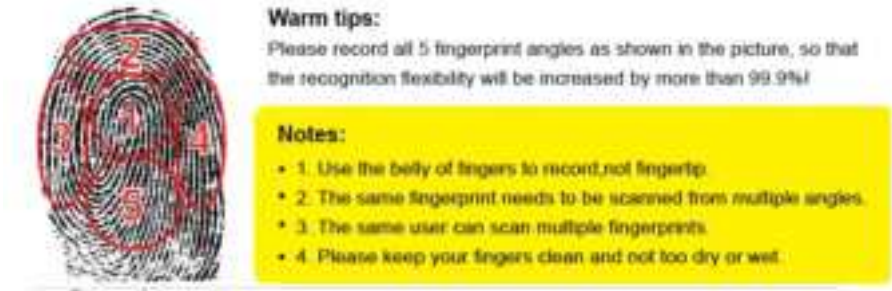 2
1
3
4
5
Warm tips:
Please record all 5 fingerprint angles as shown in the picture, so that
the recognition flexibility will be increased by more than 99.9%!
Notes:
• 1. Use the belly of fingers to record,not fingertip.
• 2. The same fingerprint needs to be scanned from multiple angles.
• 3. The same user can scan multiple fingerprints.
• 4. Please keep your fingers clean and not too dry or wet.